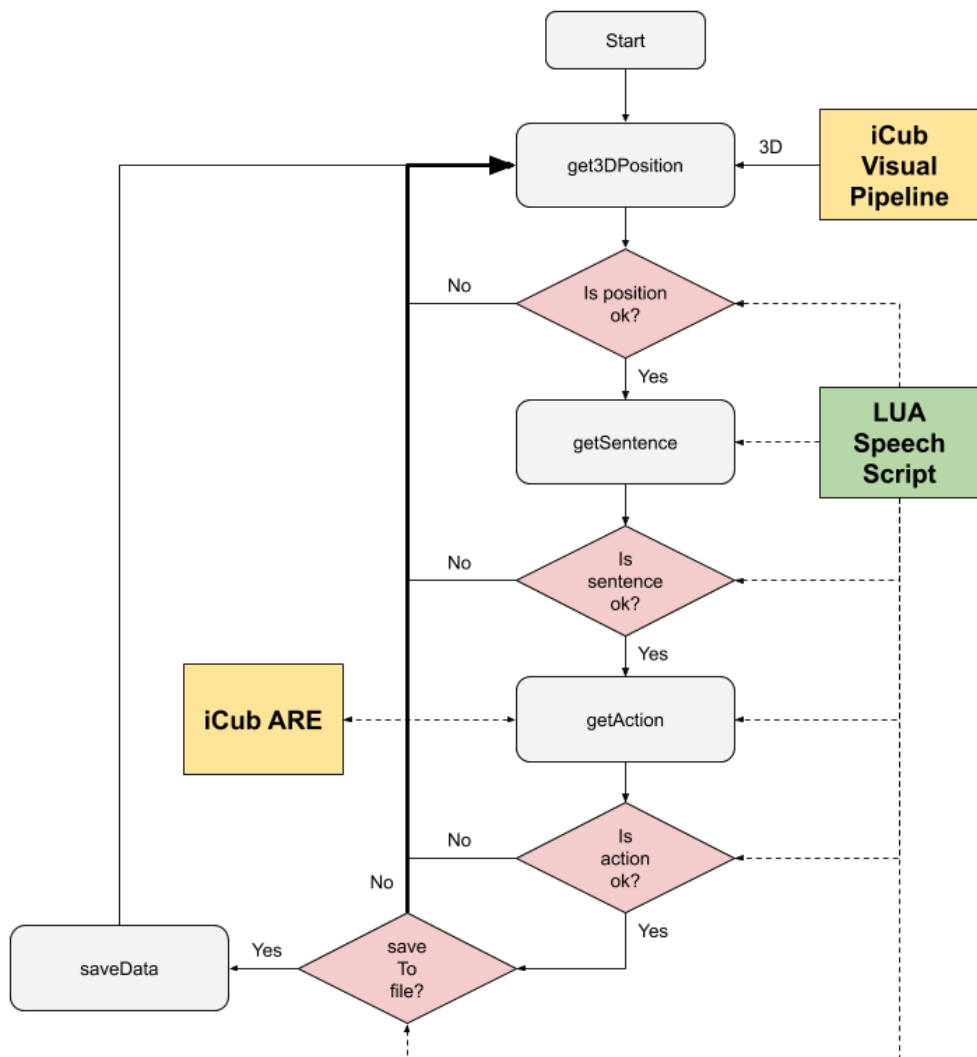 Start
get3DPosition
3D
iCub
Visual
Pipeline
No
Is position
ok?
Yes
getSentence
LUA
Speech
Script
No
Is
sentence
ok?
Yes
iCub ARE
getAction
No
Is
action
ok?
No
Yes
saveData
Yes
save
To
file?